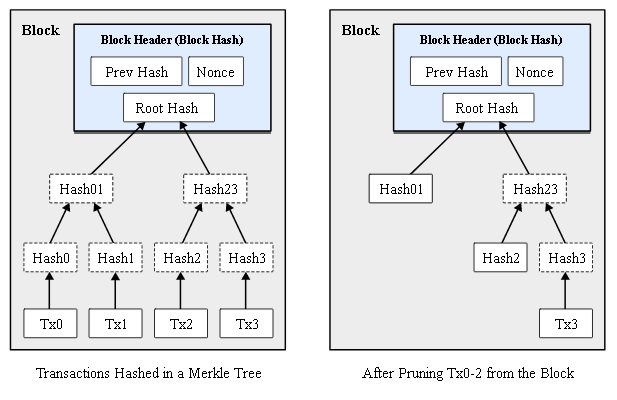 Block
Block Header (Block Hash)
Prev Hash
Nonce
Root Hash
Hash01
Hash23
Hash0
Hash1
Hash2
Hash3
Tx0
Tx1
Tx2
Tx3
Transactions Hashed in a Merkle Tree
Block
Block Header (Block Hash)
Prev Hash
Nonce
Root Hash
Hash01
Hash23
Hash2
Hash3
Tx3
After Pruning Tx0-2 from the Block